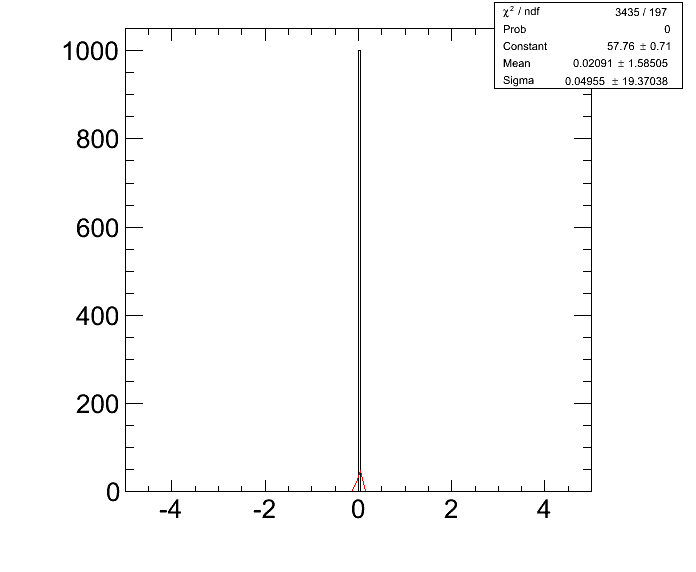 χ² / ndf 3435 / 197
Prob 0
Constant 57.76 ± 0.71
Mean 0.02091 ± 1.58505
Sigma 0.04955 ± 19.37038
1000
800
600
400
200
0
-4 -2 0 2 4